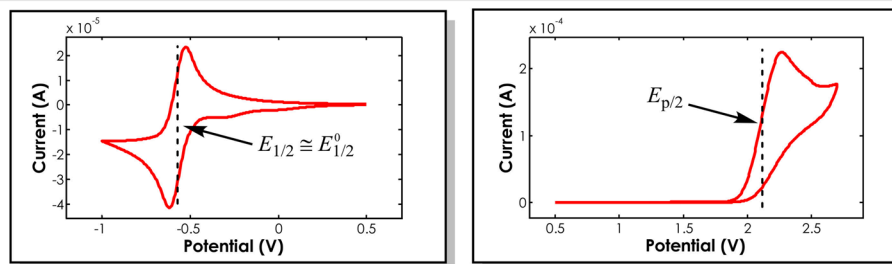 x 10⁻⁵
2
1
0
-1
-2
-3
-4
Current (A)
E₁/₂ ≅ E⁰₁/₂
-1
-0.5
0
0.5
Potential (V)
x 10⁻⁴
2
1
0
Current (A)
Eₚ/₂
0.5
1
1.5
2
2.5
Potential (V)